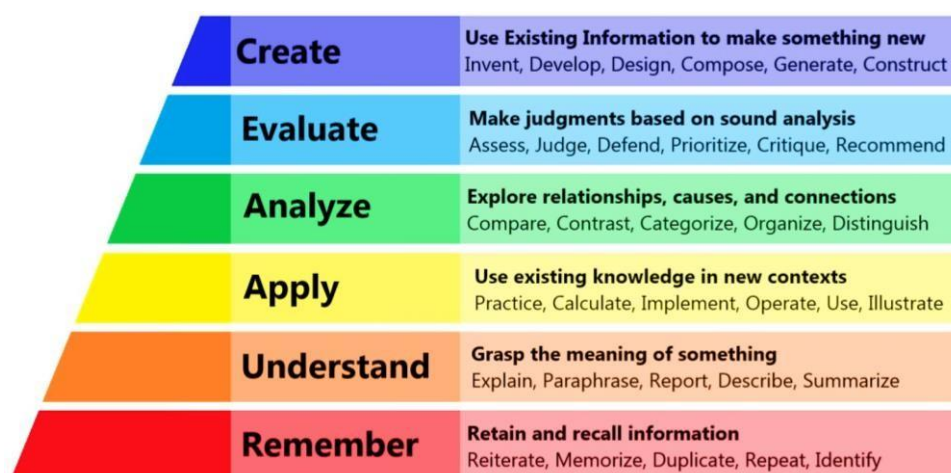 Create
Use Existing Information to make something new
Invent, Develop, Design, Compose, Generate, Construct
Evaluate
Make judgments based on sound analysis
Assess, Judge, Defend, Prioritize, Critique, Recommend
Analyze
Explore relationships, causes, and connections
Compare, Contrast, Categorize, Organize, Distinguish
Apply
Use existing knowledge in new contexts
Practice, Calculate, Implement, Operate, Use, Illustrate
Understand
Grasp the meaning of something
Explain, Paraphrase, Report, Describe, Summarize
Remember
Retain and recall information
Reiterate, Memorize, Duplicate, Repeat, Identify